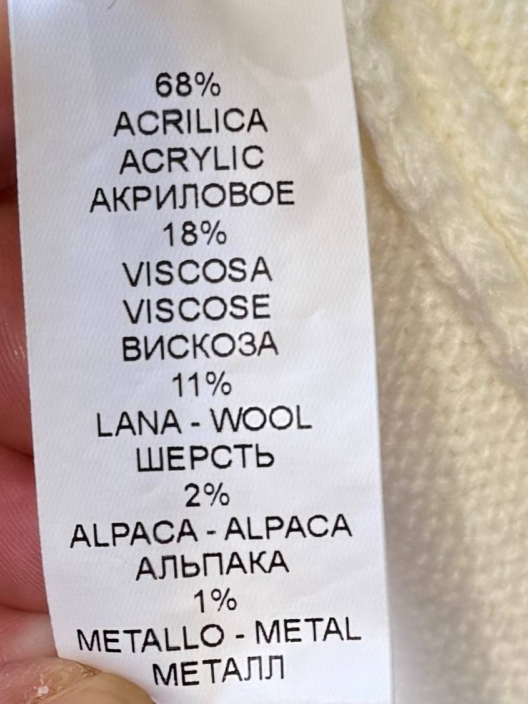 68%
ACRILICA
ACRYLIC
АКРИЛОВОЕ
18%
VISCOSA
VISCOSE
ВИСКОЗА
11%
LANA - WOOL
ШЕРСТЬ
2%
ALPACA - ALPACA
АЛЬПАКА
1%
METALLO - METAL
МЕТАЛЛ